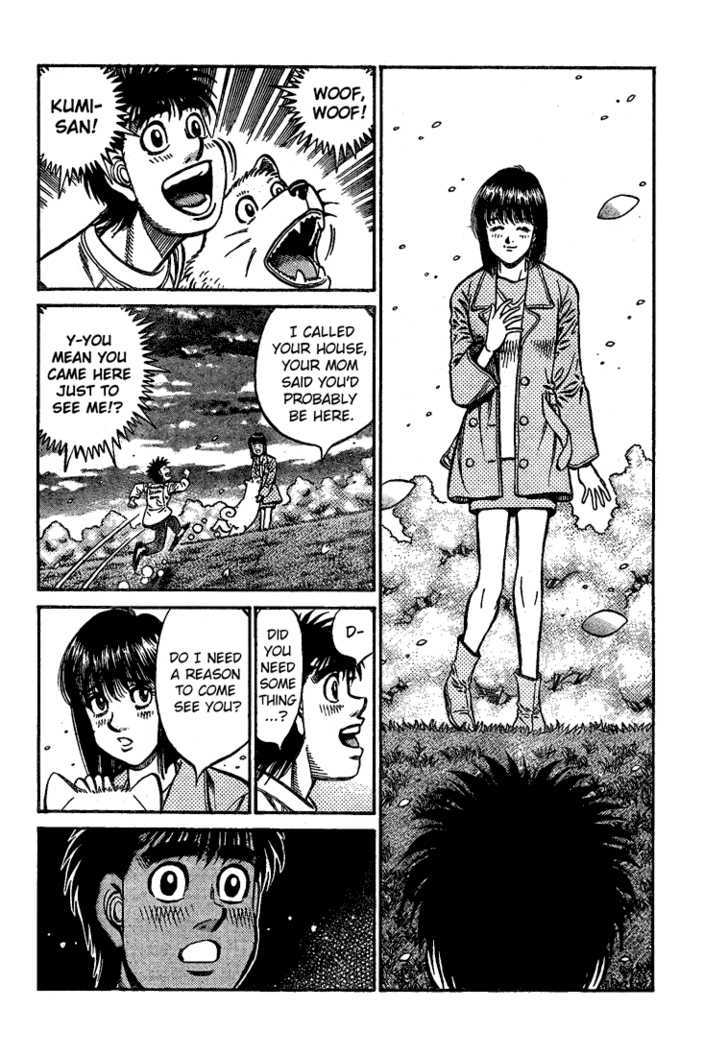 WOOF,
WOOF!
KUMI-
SAN!
I CALLED
YOUR HOUSE,
YOUR MOM
SAID YOU'D
PROBABLY
BE HERE.
Y-YOU
MEAN YOU
CAME HERE
JUST TO
SEE ME!?
D-
DID
YOU
NEED
SOME
THING
...?
DO I NEED
A REASON
TO COME
SEE YOU?